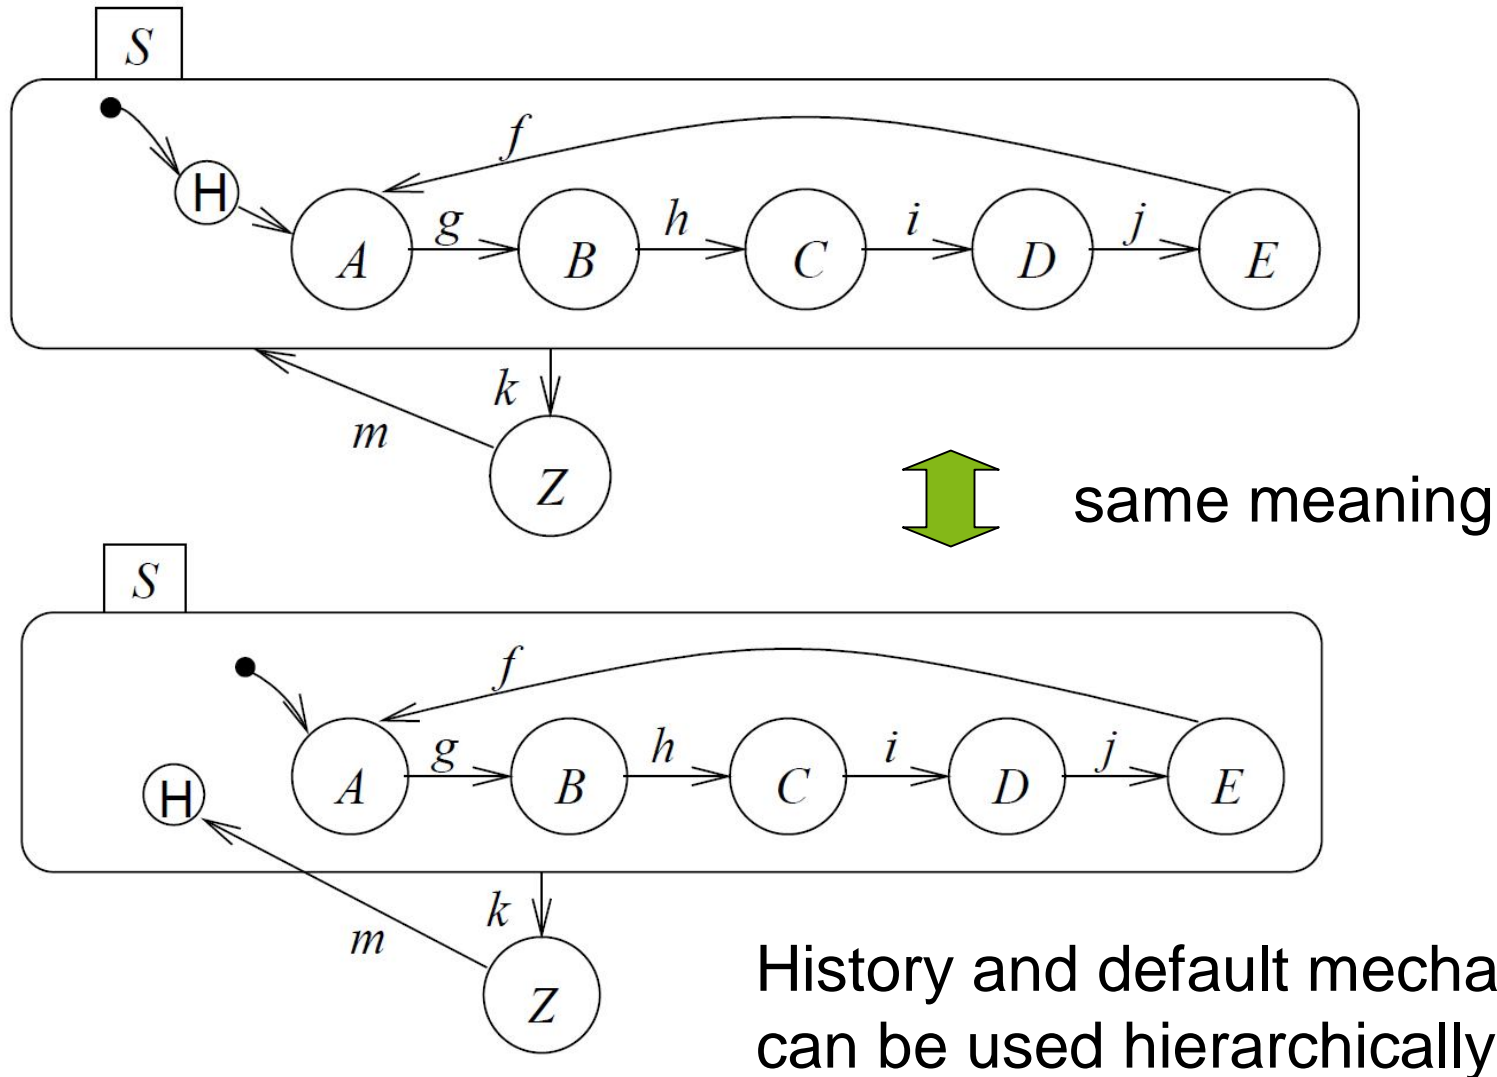 S
f
H
g
h
i
j
A
B
C
D
E
k
m
Z
same meaning
S
f
g
h
i
j
H
A
B
C
D
E
k
m
Z
History and default mecha
can be used hierarchically